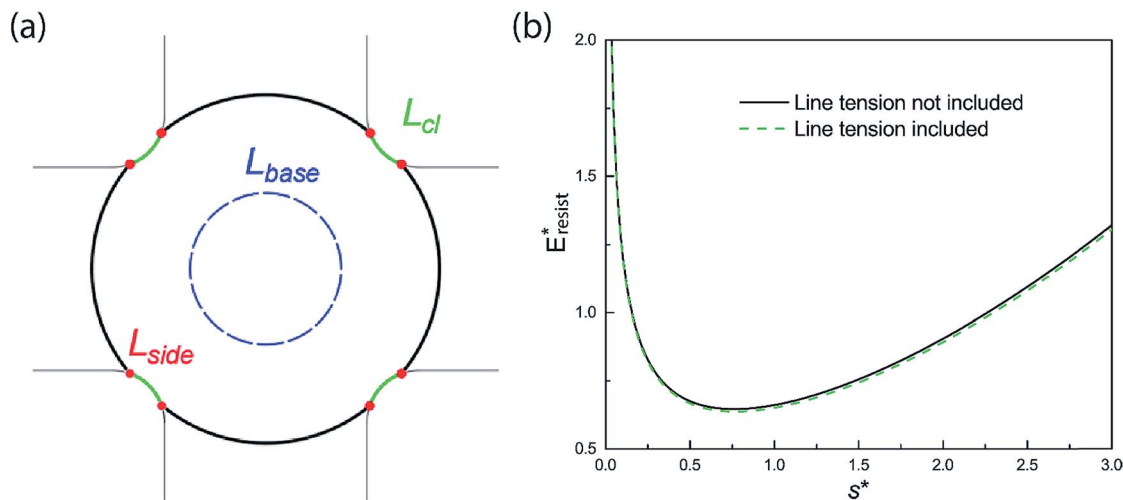 (a)
L_cl
L_base
L_side
(b)
2.0
1.5
1.0
0.5
E*_resist
Line tension not included
Line tension included
0.0 0.5 1.0 1.5 2.0 2.5 3.0
s*